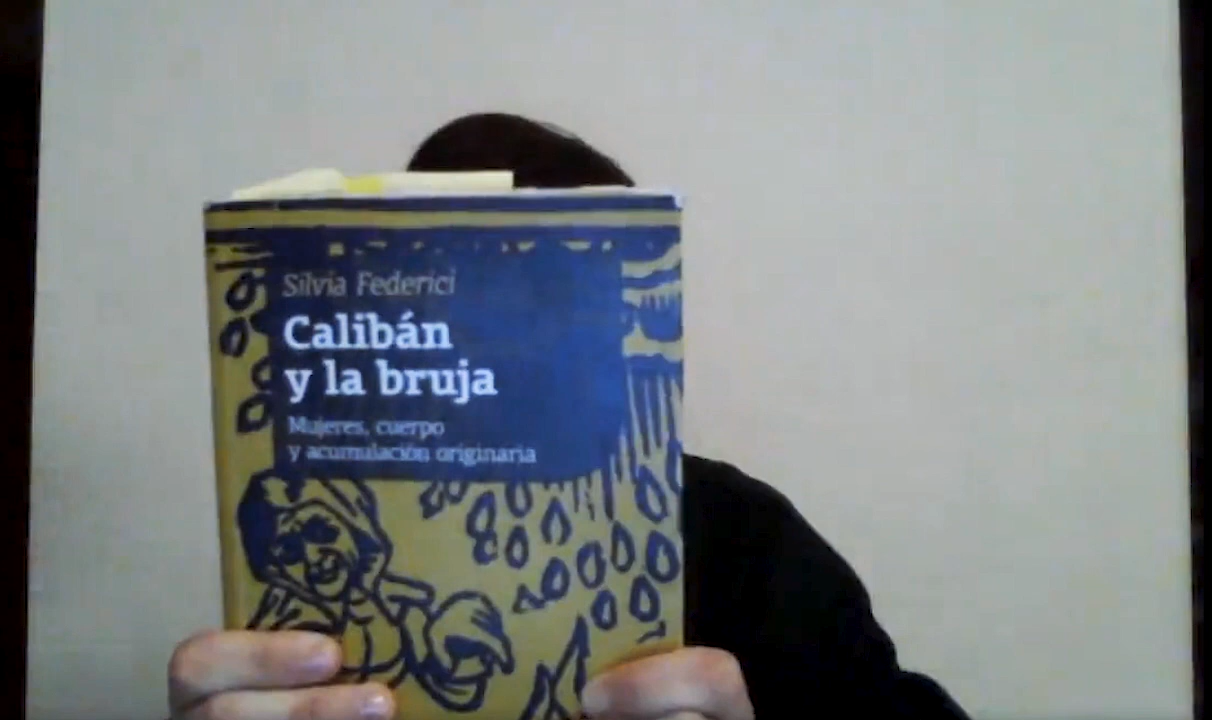 Silvia Federici
Calibán
y la bruja
Mujeres, cuerpo
y acumulación originaria